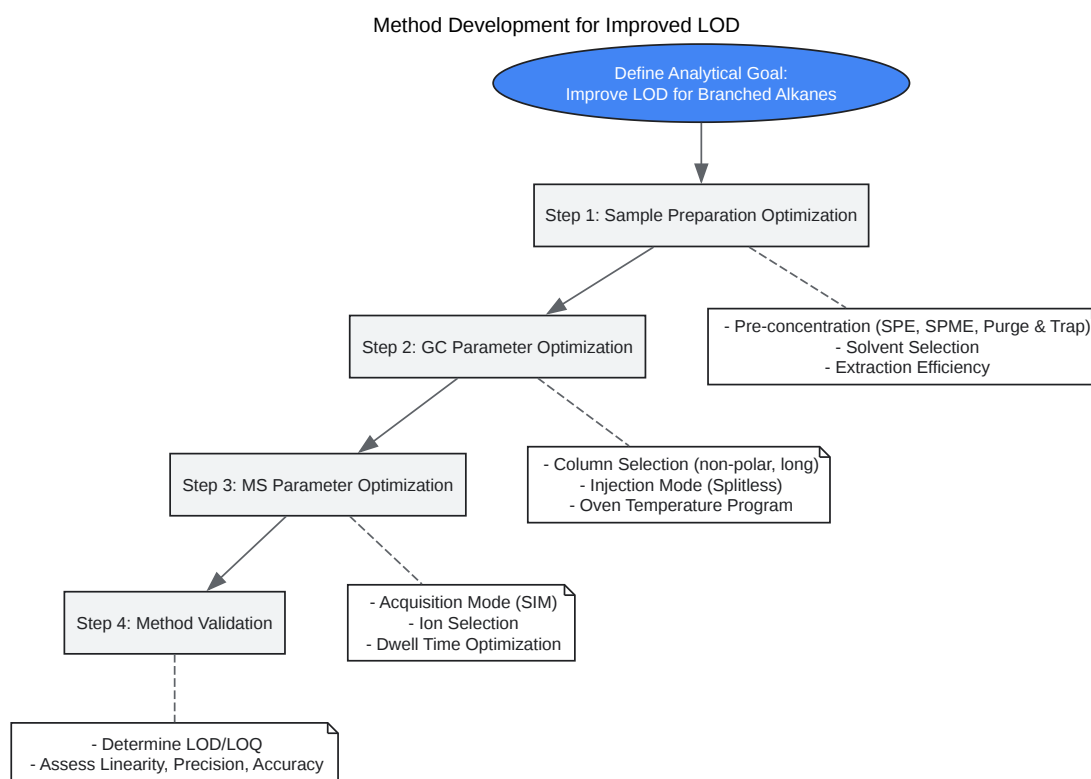 Method Development for Improved LOD
Define Analytical Goal:
Improve LOD for Branched Alkanes
Step 1: Sample Preparation Optimization
- Pre-concentration (SPE, SPME, Purge & Trap)
- Solvent Selection
- Extraction Efficiency
Step 2: GC Parameter Optimization
- Column Selection (non-polar, long)
- Injection Mode (Splitless)
- Oven Temperature Program
Step 3: MS Parameter Optimization
- Acquisition Mode (SIM)
- Ion Selection
- Dwell Time Optimization
Step 4: Method Validation
- Determine LOD/LOQ
- Assess Linearity, Precision, Accuracy